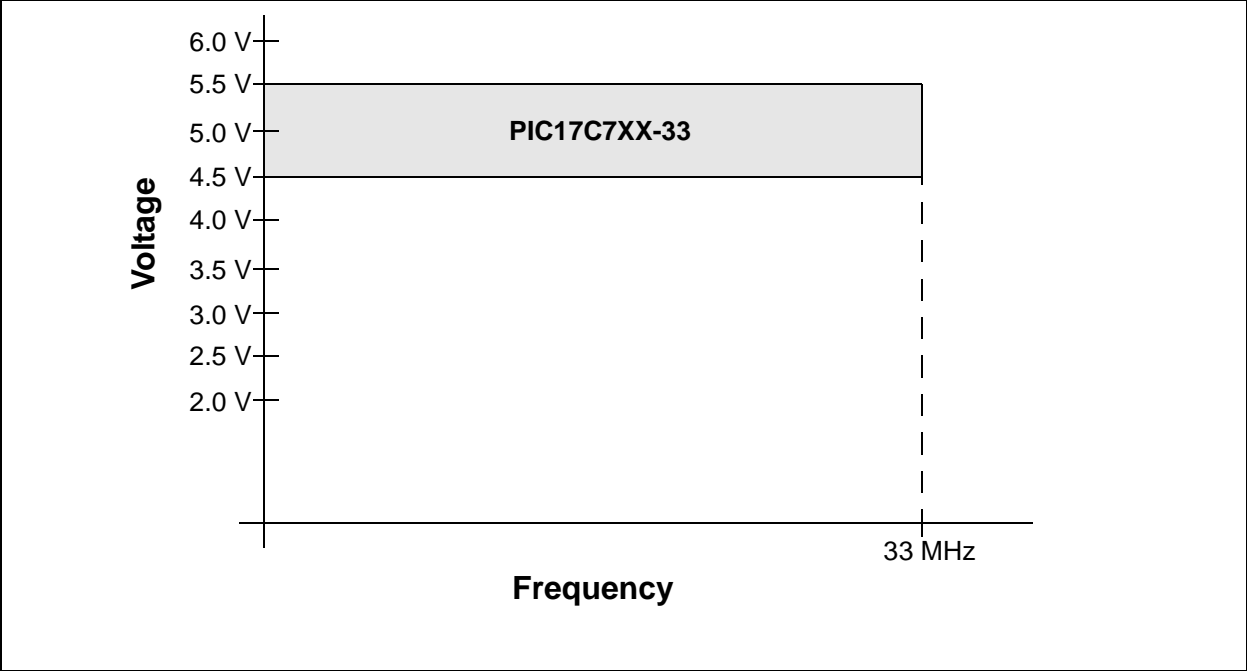 6.0 V
5.5 V
5.0 V
PIC17C7XX-33
4.5 V
4.0 V
3.5 V
3.0 V
2.5 V
2.0 V
Voltage
33 MHz
Frequency